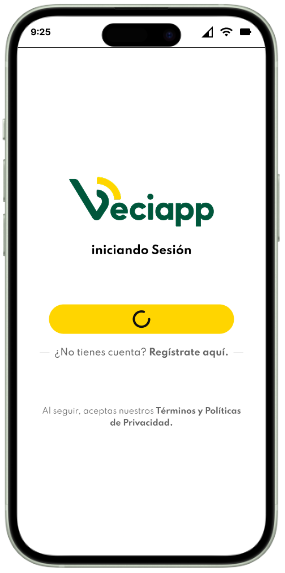 9:25
Veciapp
iniciando Sesión
¿No tienes cuenta? Regístrate aquí.
Al seguir, aceptas nuestros Términos y Políticas
de Privacidad.